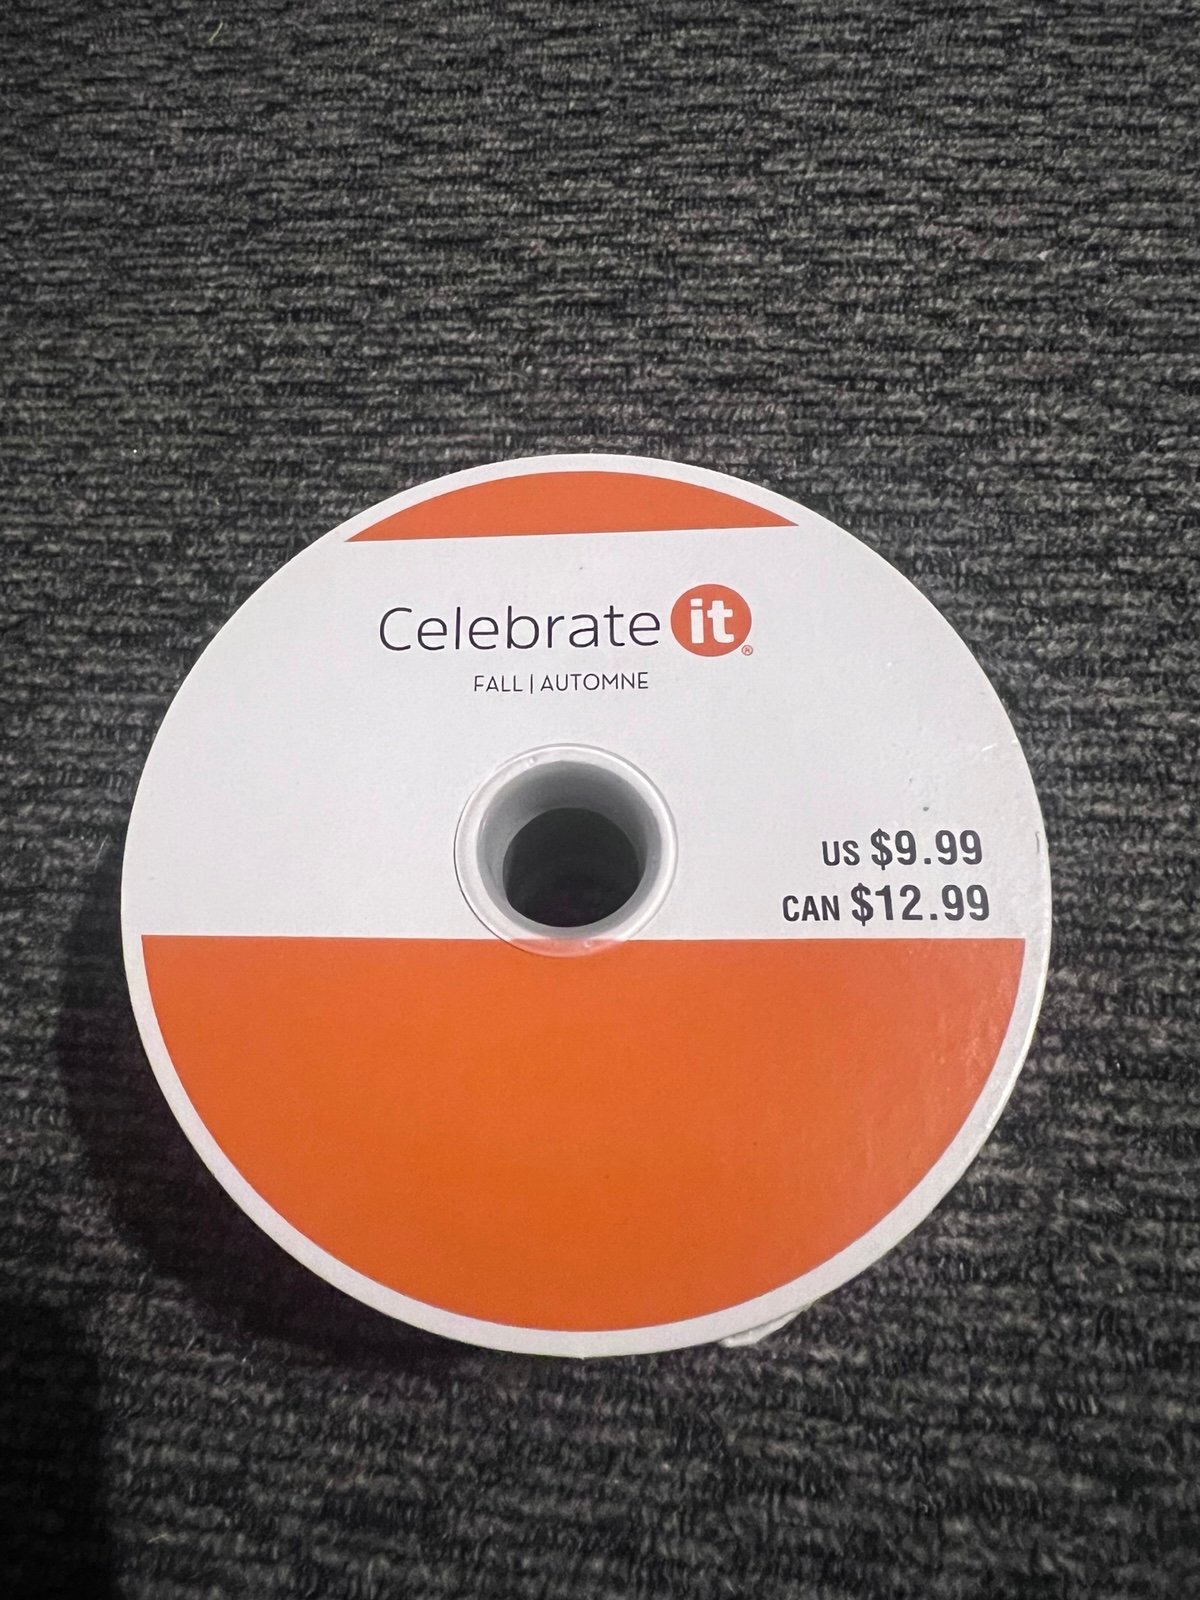 Celebrate it®
FALL | AUTOMNE
US $9.99
CAN $12.99